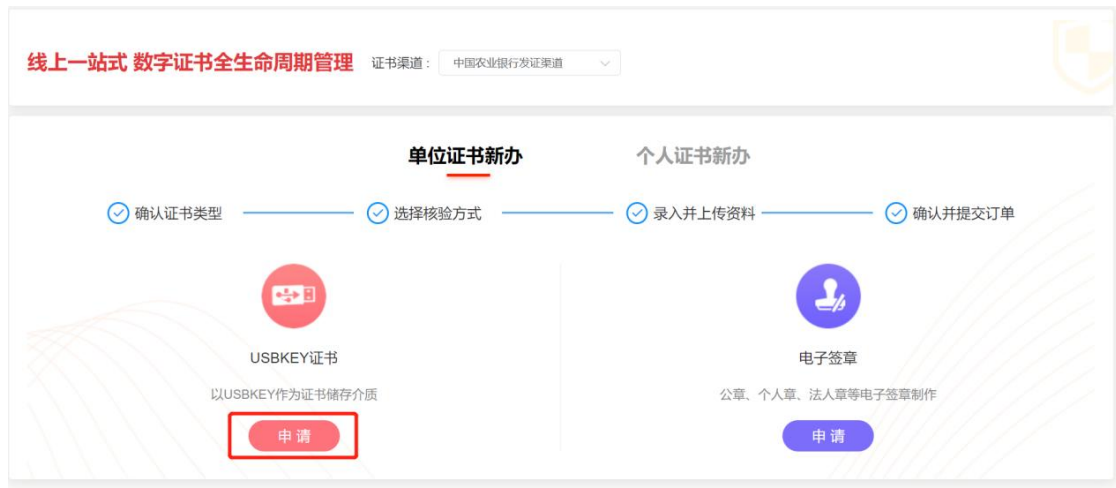 线上一站式 数字证书全生命周期管理 证书渠道： 中国农业银行发证渠道
单位证书新办 个人证书新办
确认证书类型 选择核验方式 录入并上传资料 确认并提交订单
USBKEY证书 电子签章
以USBKEY作为证书储存介质 公章、个人章、法人章等电子签章制作
申请 申请